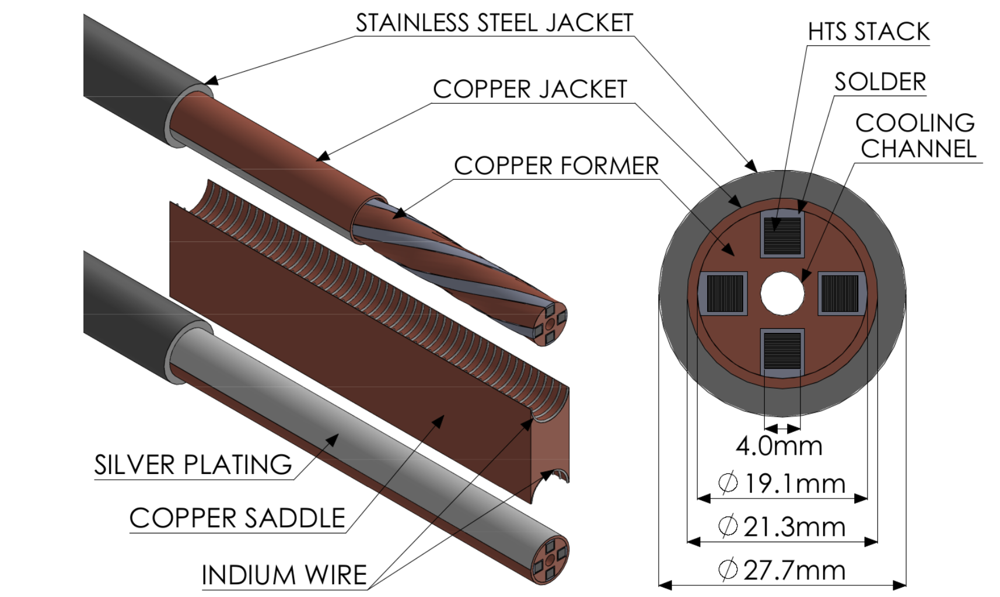 STAINLESS STEEL JACKET
HTS STACK
COPPER JACKET
SOLDER
COOLING
CHANNEL
COPPER FORMER
4.0mm
SILVER PLATING
∅ 19.1mm
COPPER SADDLE
∅ 21.3mm
INDIUM WIRE
∅ 27.7mm